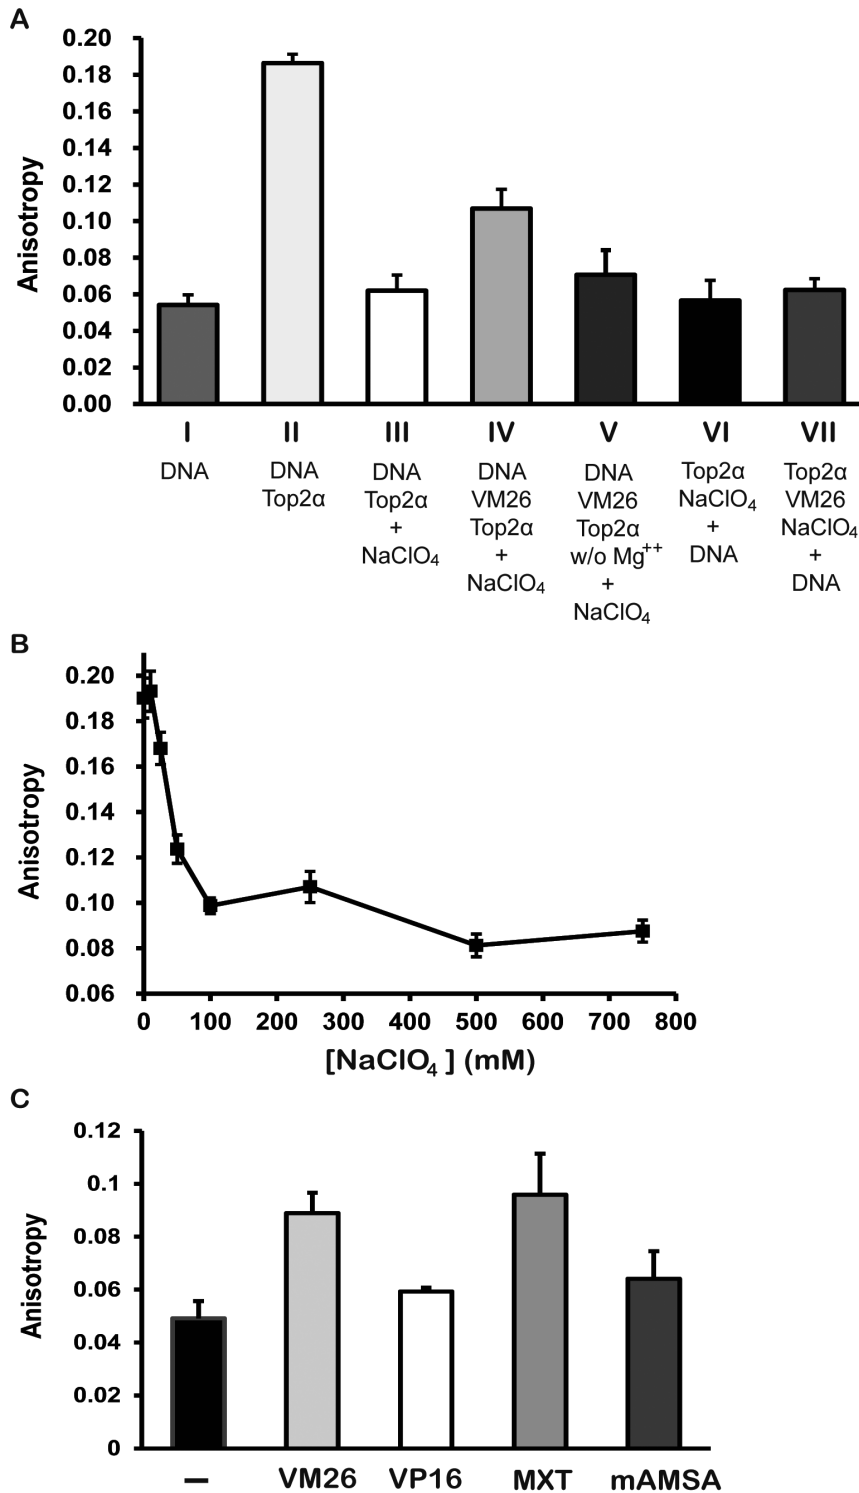 A
0.20
0.18
0.16
0.14
0.12
0.10
0.08
0.06
0.04
0.02
0.00
Anisotropy
I II III IV V VI VII
DNA
DNA
Top2α
DNA
Top2α
+
NaClO4
DNA
VM26
Top2α
+
NaClO4
DNA
VM26
Top2α
w/o Mg++
+
NaClO4
Top2α
NaClO4
+
DNA
Top2α
VM26
NaClO4
+
DNA
B
0.20
0.18
0.16
0.14
0.12
0.10
0.08
0.06
Anisotropy
0 100 200 300 400 500 600 700 800
[NaClO4 ] (mM)
C
0.12
0.1
0.08
0.06
0.04
0.02
0
Anisotropy
– VM26 VP16 MXT mAMSA